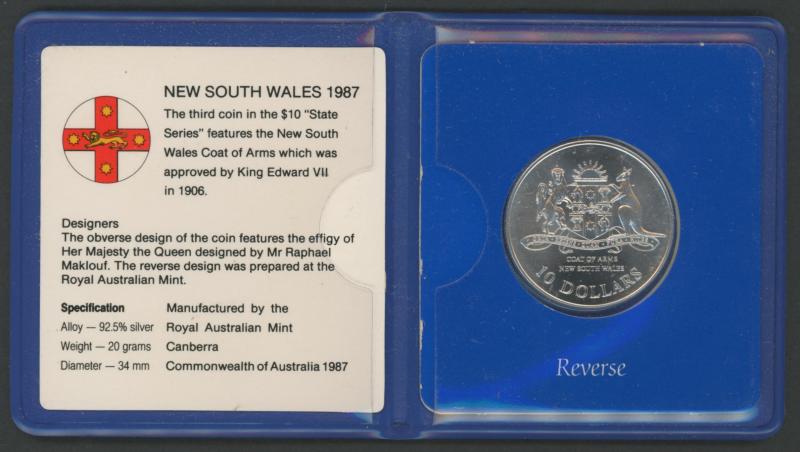 NEW SOUTH WALES 1987
The third coin in the $10 "State
Series" features the New South
Wales Coat of Arms which was
approved by King Edward VII
in 1906.
Designers
The obverse design of the coin features the effigy of
Her Majesty the Queen designed by Mr Raphael
Maklouf. The reverse design was prepared at the
Royal Australian Mint.
Specification
Alloy — 92.5% silver
Weight — 20 grams
Diameter — 34 mm
Manufactured by the
Royal Australian Mint
Canberra
Commonwealth of Australia 1987
COAT OF ARMS
NEW SOUTH WALES
10 DOLLARS
Reverse